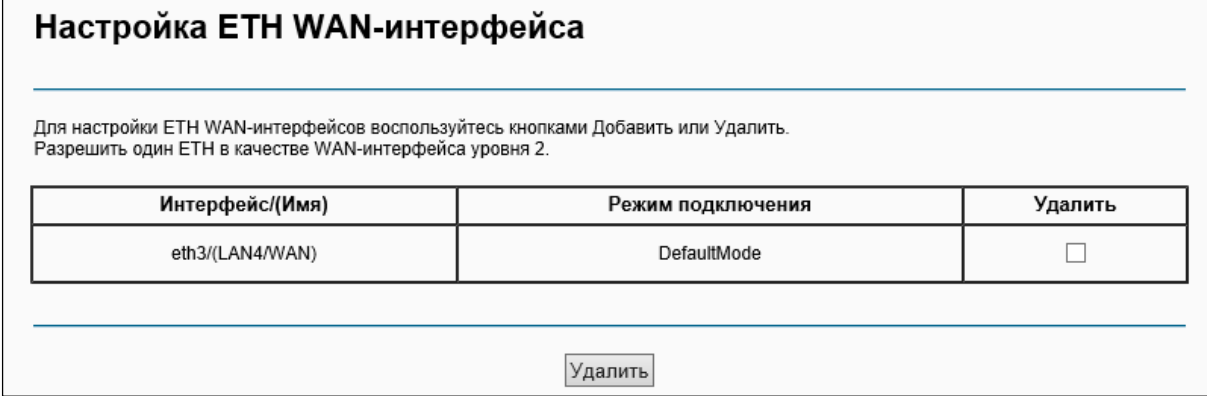 Настройка ETH WAN-интерфейса
Для настройки ETH WAN-интерфейсов воспользуйтесь кнопками Добавить или Удалить.
Разрешить один ETH в качестве WAN-интерфейса уровня 2.
Интерфейс/(Имя) Режим подключения Удалить
eth3/(LAN4/WAN) DefaultMode
Удалить